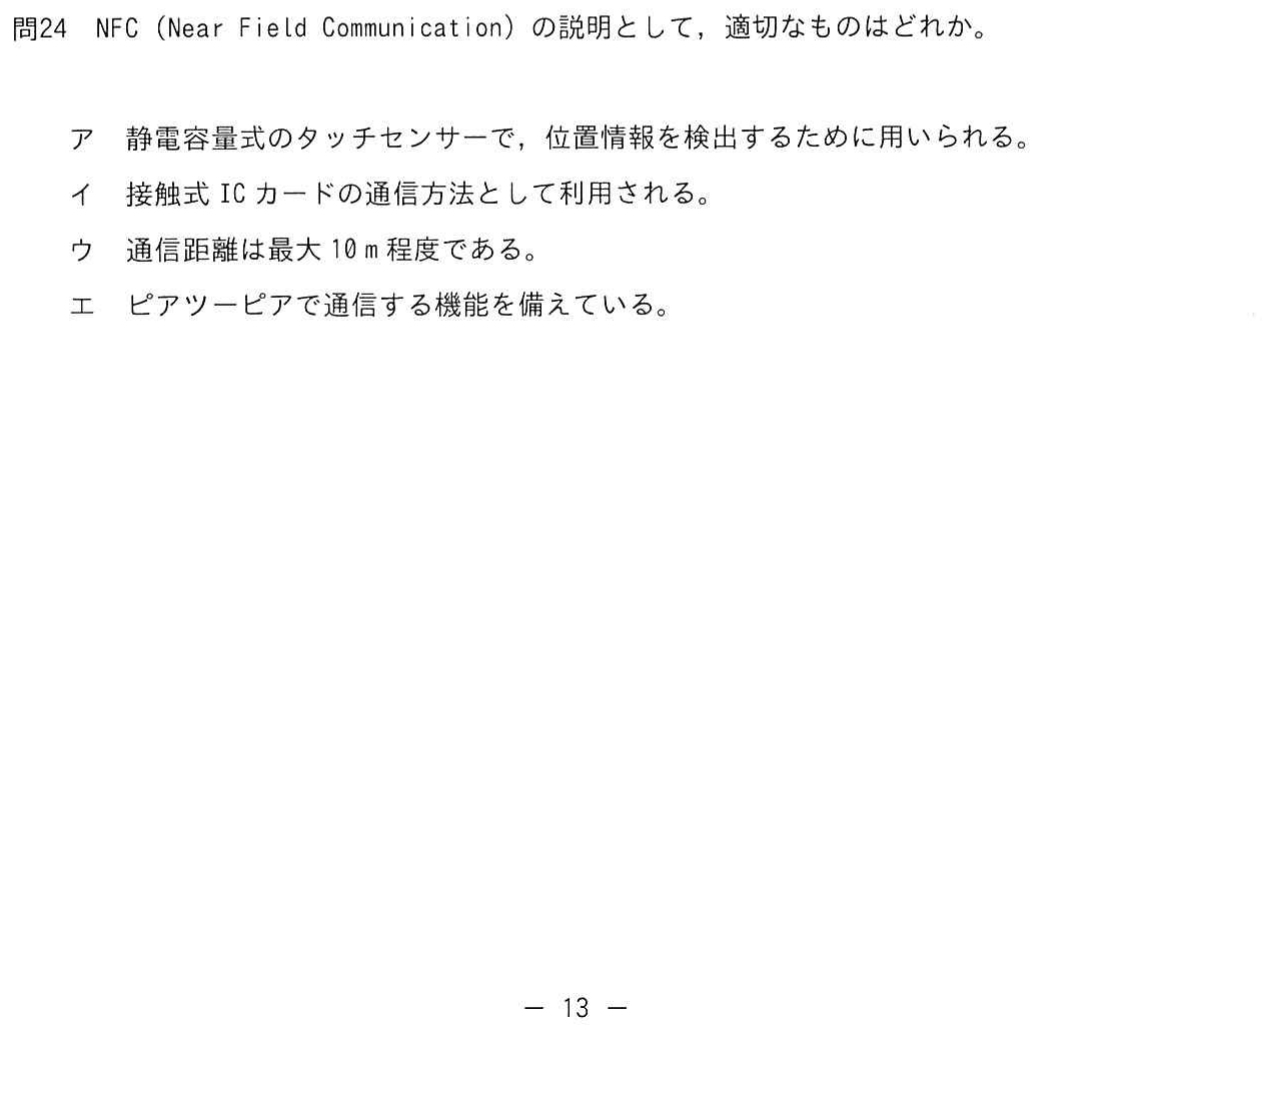 問24 NFC (Near Field Communication) の説明として，適切なものはどれか。
ア 静電容量式のタッチセンサーで，位置情報を検出するために用いられる。
イ 接触式 IC カードの通信方法として利用される。
ウ 通信距離は最大 10 m 程度である。
エ ピアツーピアで通信する機能を備えている。
— 13 —